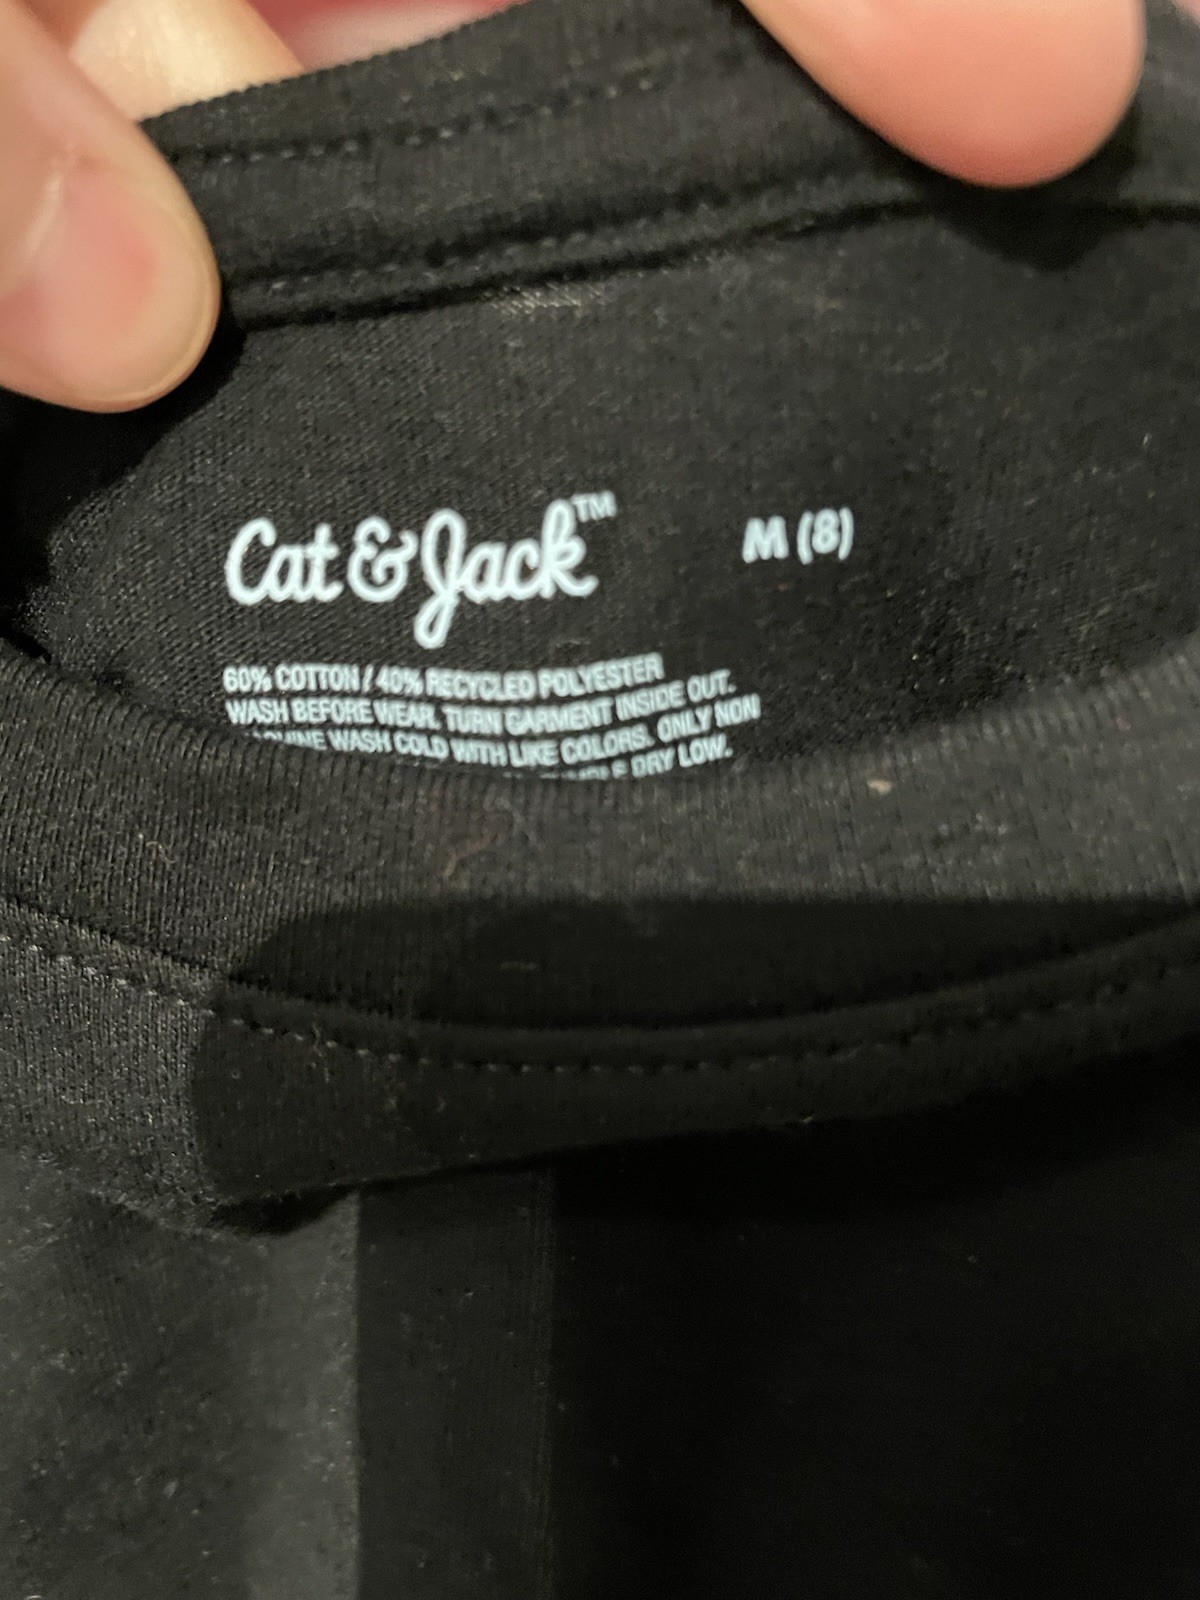 Cat & Jack™
M (8)
60% COTTON / 40% RECYCLED POLYESTER
WASH BEFORE WEAR. TURN GARMENT INSIDE OUT.
WASH COLD WITH LIKE COLORS. ONLY NON
DRY LOW.